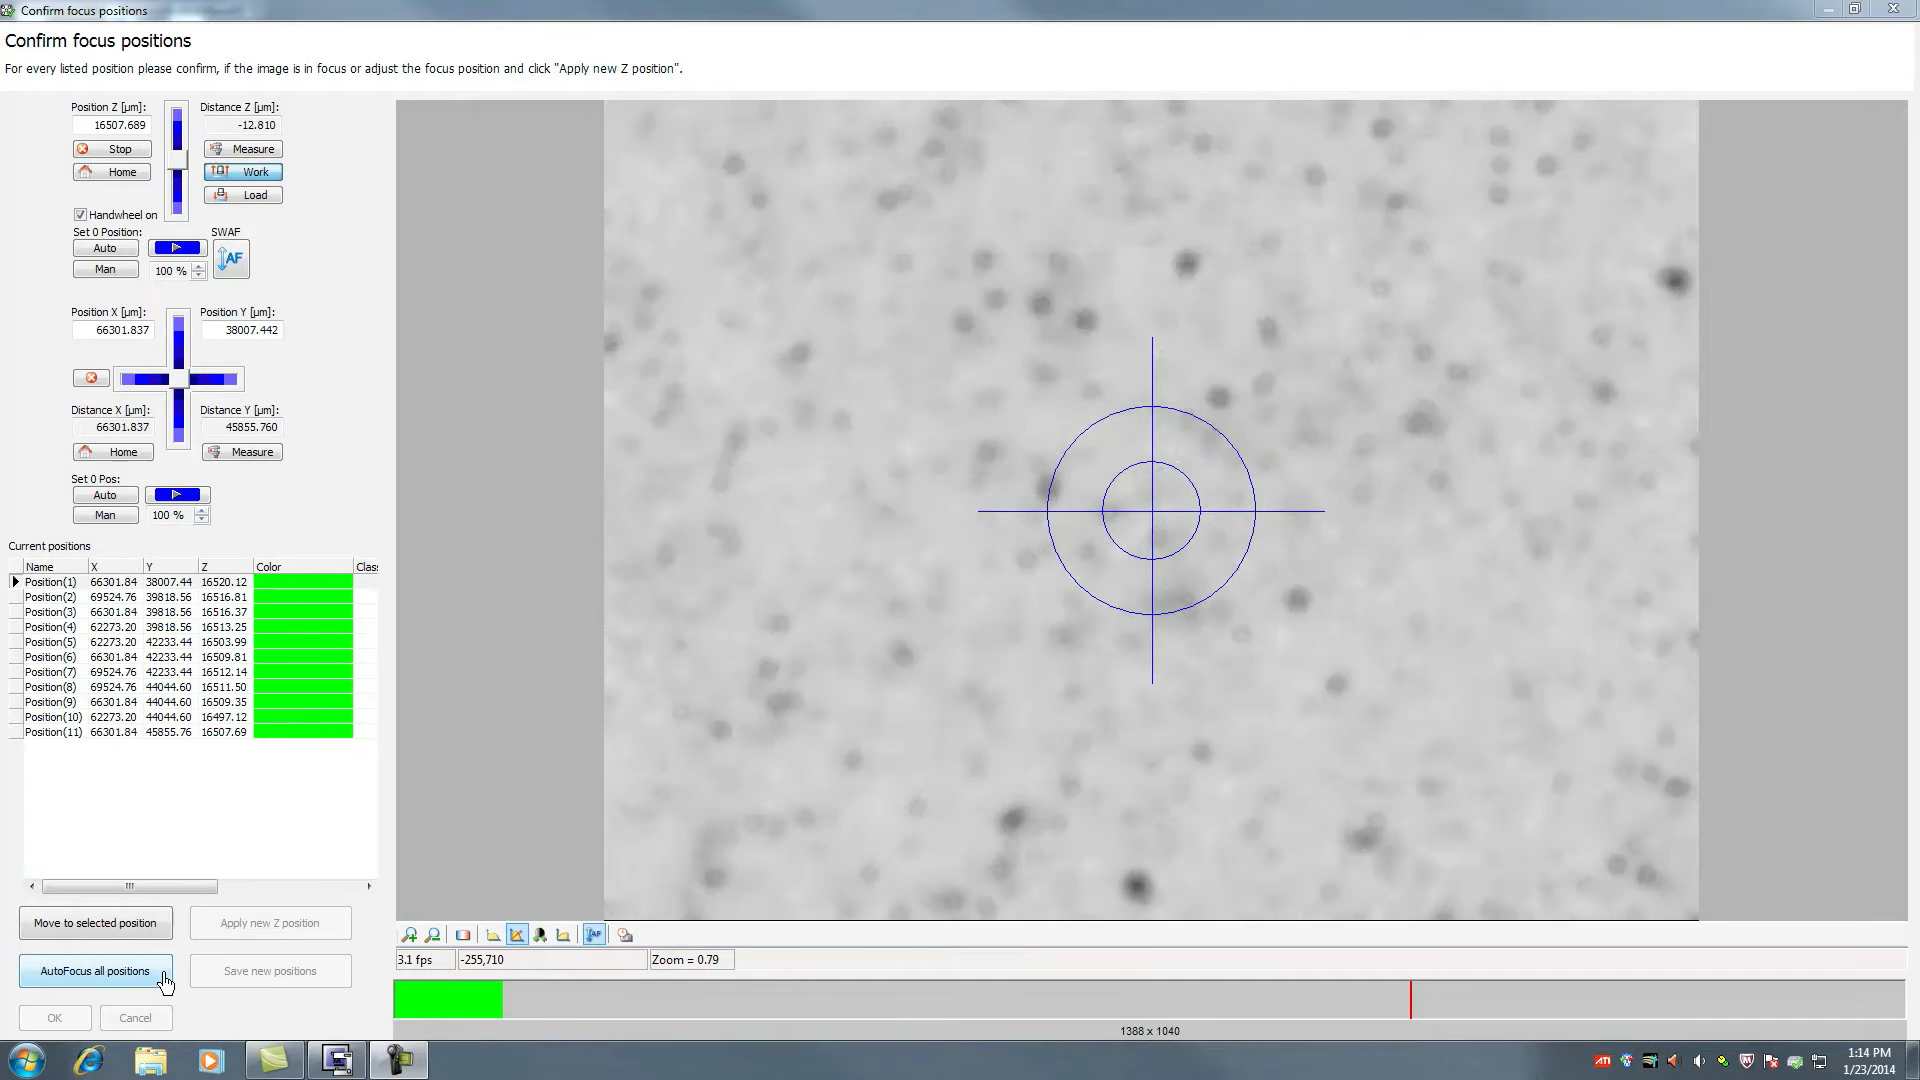 Confirm focus positions
Confirm focus positions
For every listed position please confirm, if the image is in focus or adjust the focus position and click "Apply new Z position".
Position Z [µm]:
Distance Z [µm]:
16507.689
-12.810
Stop
Measure
Home
Work
Load
Handwheel on
Set 0 Position:
SWAF
Auto
AF
Man
100 %
Position X [µm]:
Position Y [µm]:
66301.837
38007.442
Distance X [µm]:
Distance Y [µm]:
66301.837
45855.760
Home
Measure
Set 0 Pos:
Auto
Man
100 %
Current positions
Name X Y Z Color Clas
Position(1) 66301.84 38007.44 16520.12
Position(2) 69524.76 39818.56 16516.81
Position(3) 66301.84 39818.56 16516.37
Position(4) 62273.20 39818.56 16513.25
Position(5) 62273.20 42233.44 16503.99
Position(6) 66301.84 42233.44 16509.81
Position(7) 69524.76 42233.44 16512.14
Position(8) 69524.76 44044.60 16511.50
Position(9) 66301.84 44044.60 16509.35
Position(10) 62273.20 44044.60 16497.12
Position(11) 66301.84 45855.76 16507.69
Move to selected position
Apply new Z position
AutoFocus all positions
Save new positions
OK
Cancel
AF
3.1 fps
-255,710
Zoom = 0.79
1388 x 1040
ATI
1:14 PM
1/23/2014